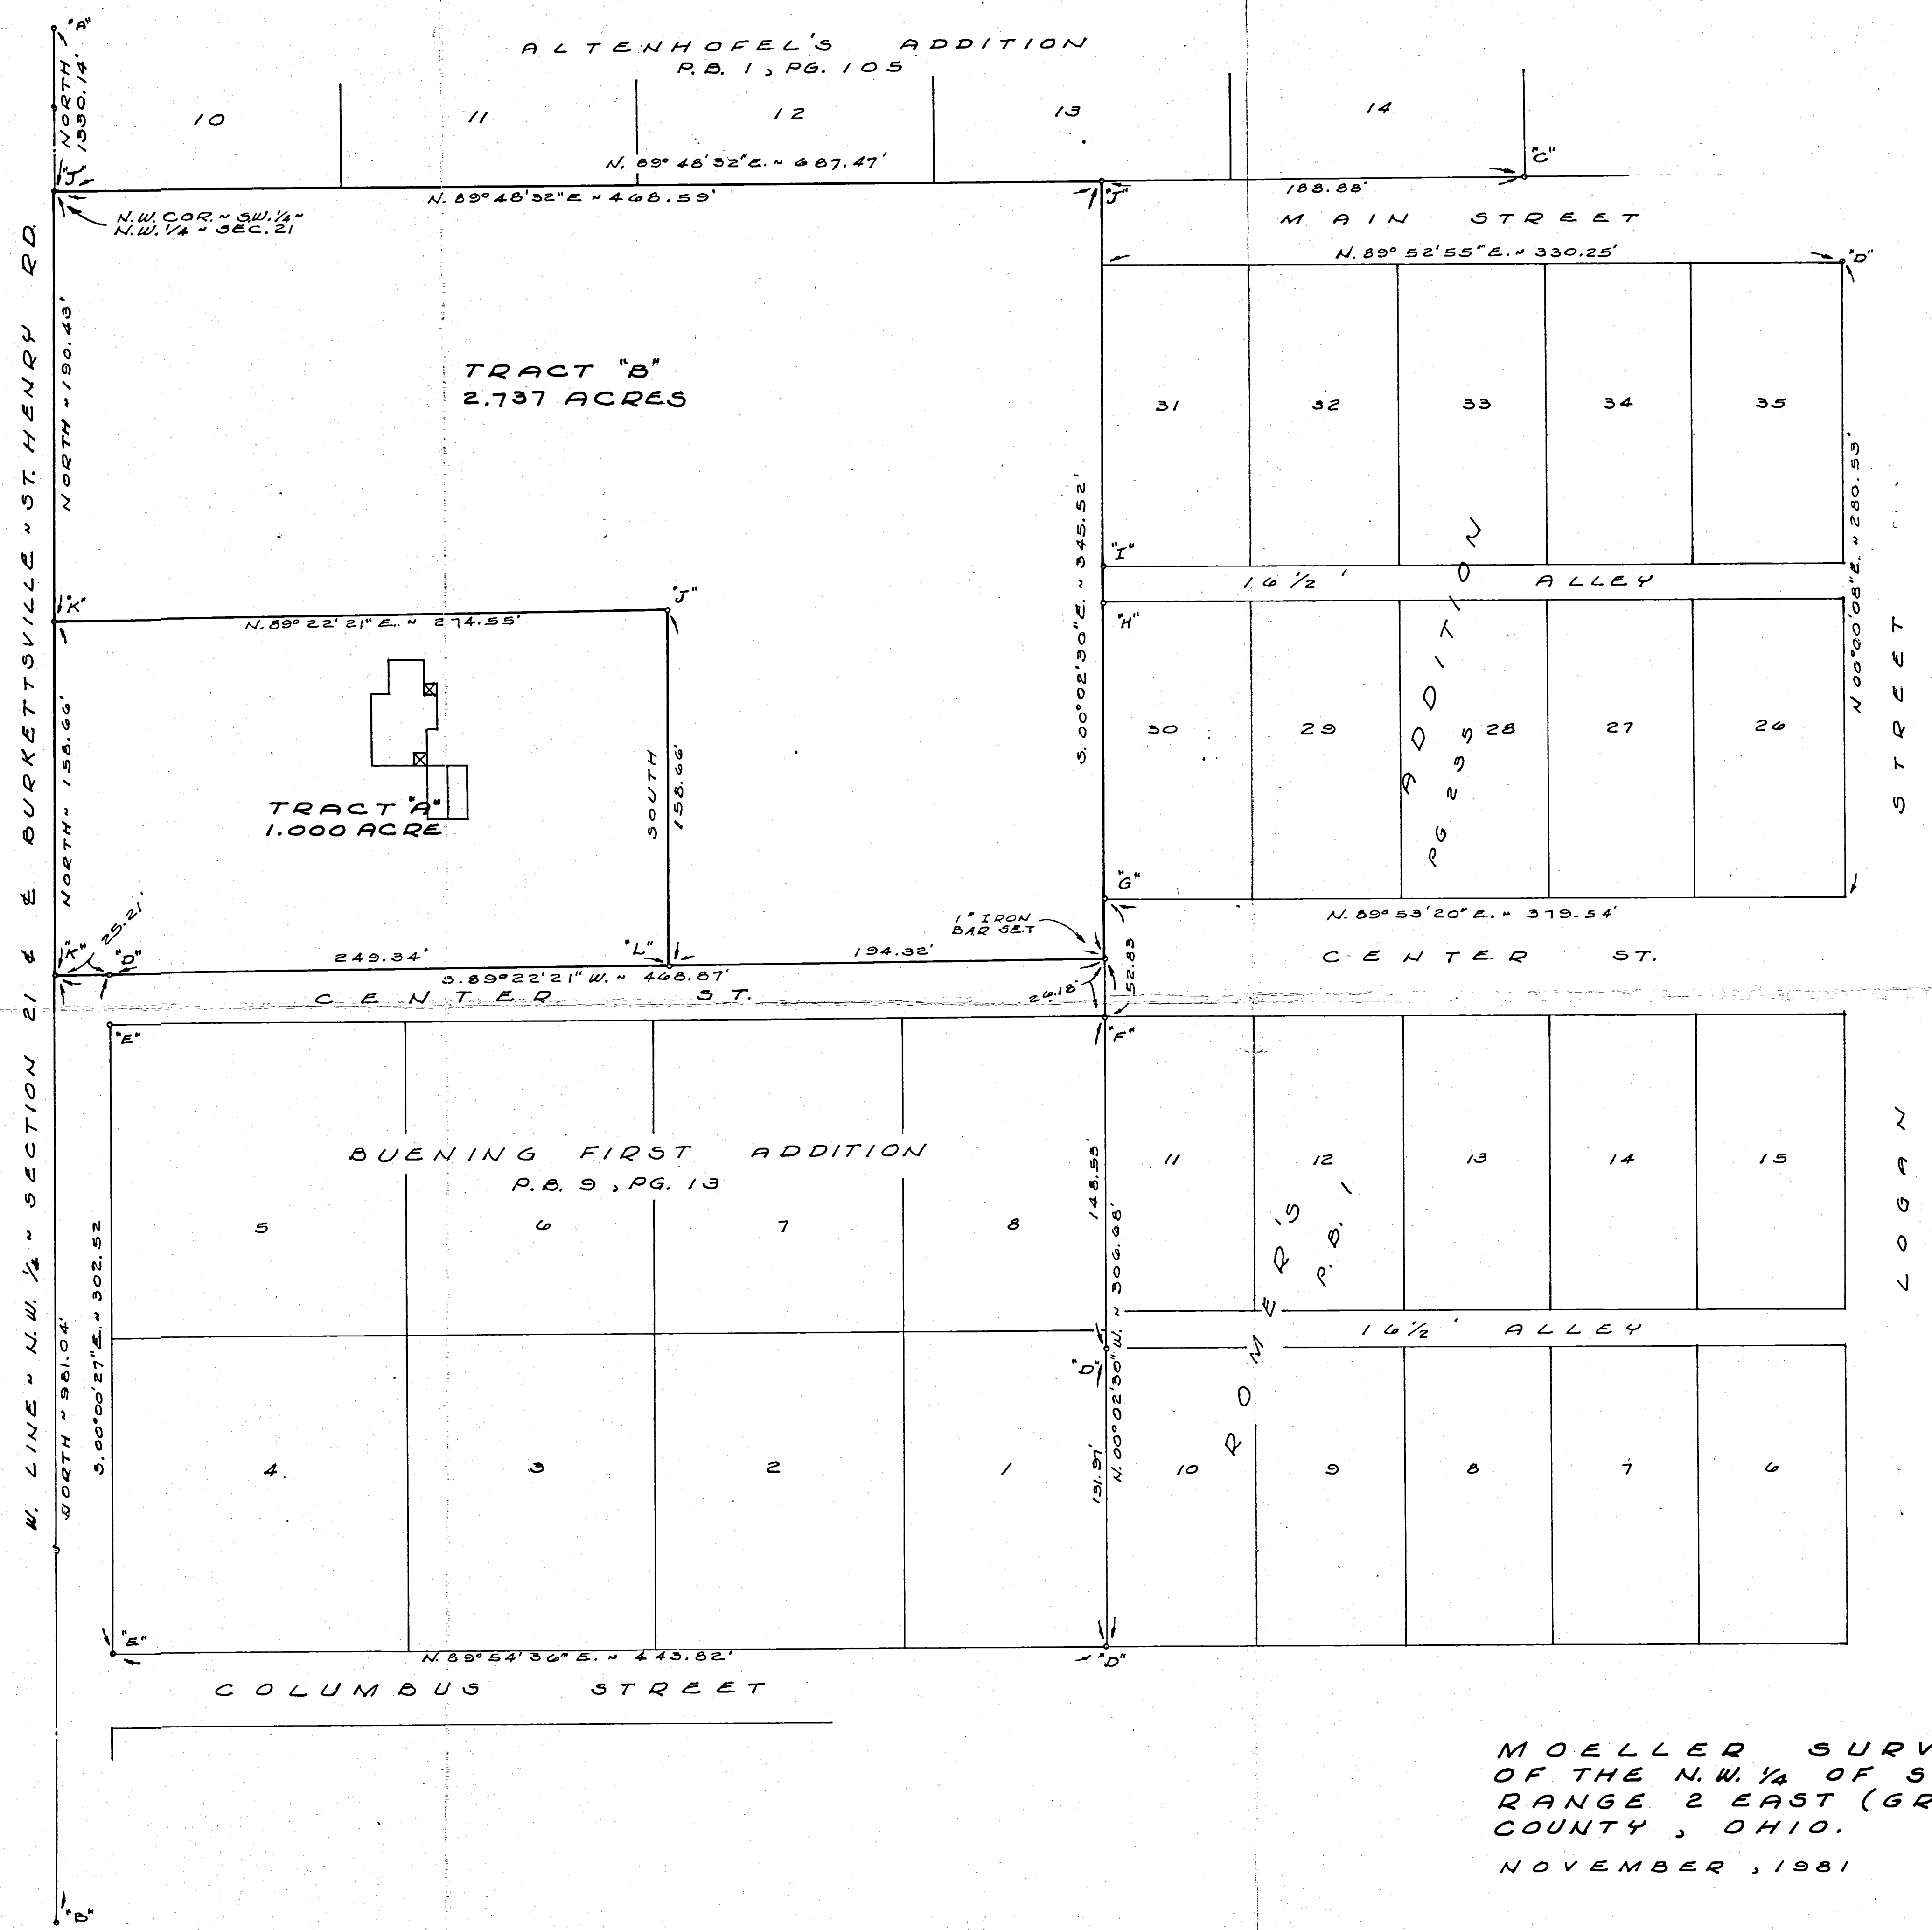 "A"
NORTH
1330.14'
ALTENHOFEL'S ADDITION
P.B. 1, PG. 105
10
11
12
13
14
N. 89° 48' 32" E. ~ 687.47'
"J"
N. 89° 48' 32" E ~ 468.59'
"J"
188.88'
"C"
N.W. COR. ~ S.W. 1/4 ~
N.W. 1/4 ~ SEC. 21
MAIN STREET
N. 89° 52' 55" E. ~ 330.25'
"D"
W. LINE ~ N.W. 1/4 ~ SECTION 21 & ℄ BURKETTSVILLE ~ ST. HENRY RD.
NORTH ~ 190.43'
TRACT "B"
2.737 ACRES
31
32
33
34
35
S. 00° 02' 30" E. ~ 345.52'
N 00° 00' 08" E. ~ 280.53'
"I"
16 1/2 ' ALLEY
"H"
"K"
N. 89° 22' 21" E. ~ 274.55'
"J"
NORTH ~ 158.66'
SOUTH
158.66'
TRACT "A"
1.000 ACRE
30
29
28
27
26
ROMER'S ADDITION
P.B. 1 PG 235
LOGAN STREET
"G"
N. 89° 53' 20" E. ~ 379.54'
1" IRON
BAR SET
25.21'
"K"
"D"
249.34'
"L"
194.32'
S. 89° 22' 21" W. ~ 468.87'
52.83
26.18'
CENTER ST.
CENTER ST.
"E"
"F"
BUENING FIRST ADDITION
P.B. 9, PG. 13
5
6
7
8
11
12
13
14
15
148.53'
N. 00° 02' 30" W. ~ 306.68'
S. 00° 00' 27" E. ~ 302.52
NORTH ~ 981.04'
16 1/2 ' ALLEY
"D"
131.97'
4.
3
2
1
10
9
8
7
6
"E"
N. 89° 54' 36" E. ~ 443.82'
"D"
COLUMBUS STREET
"B"
MOELLER SURV
OF THE N.W. 1/4 OF S
RANGE 2 EAST (GR
COUNTY, OHIO.
NOVEMBER, 1981